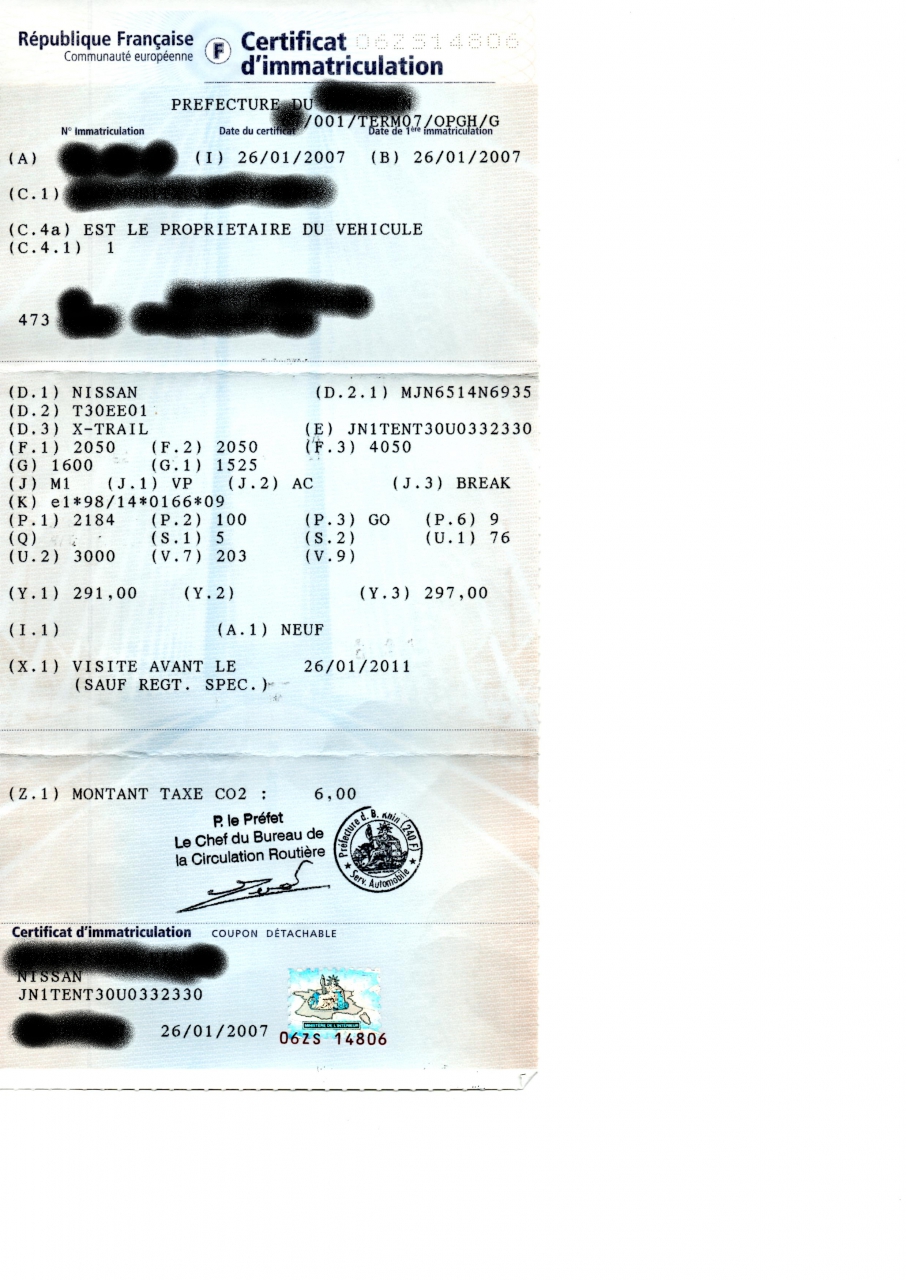 République Française
Communauté européenne
F
Certificat
d'immatriculation
06ZS14806
PREFECTURE DU
/001/TERM07/OPGH/G
N° Immatriculation Date du certificat Date de 1ère immatriculation
(A) (I) 26/01/2007 (B) 26/01/2007
(C.1)
(C.4a) EST LE PROPRIETAIRE DU VEHICULE
(C.4.1) 1
473
(D.1) NISSAN (D.2.1) MJN6514N6935
(D.2) T30EE01
(D.3) X-TRAIL (E) JN1TENT30U0332330
(F.1) 2050 (F.2) 2050 (F.3) 4050
(G) 1600 (G.1) 1525
(J) M1 (J.1) VP (J.2) AC (J.3) BREAK
(K) e1*98/14*0166*09
(P.1) 2184 (P.2) 100 (P.3) GO (P.6) 9
(Q) (S.1) 5 (S.2) (U.1) 76
(U.2) 3000 (V.7) 203 (V.9)
(Y.1) 291,00 (Y.2) (Y.3) 297,00
(I.1) (A.1) NEUF
(X.1) VISITE AVANT LE 26/01/2011
(SAUF REGT. SPEC.)
(Z.1) MONTANT TAXE CO2 : 6,00
P. le Préfet
Le Chef du Bureau de
la Circulation Routière
Préfecture d. B. Rhin (240 F)
Serv. Automobile
Certificat d'immatriculation COUPON DÉTACHABLE
NISSAN
JN1TENT30U0332330
26/01/2007
MINISTÈRE DE L'INTÉRIEUR
06ZS 14806